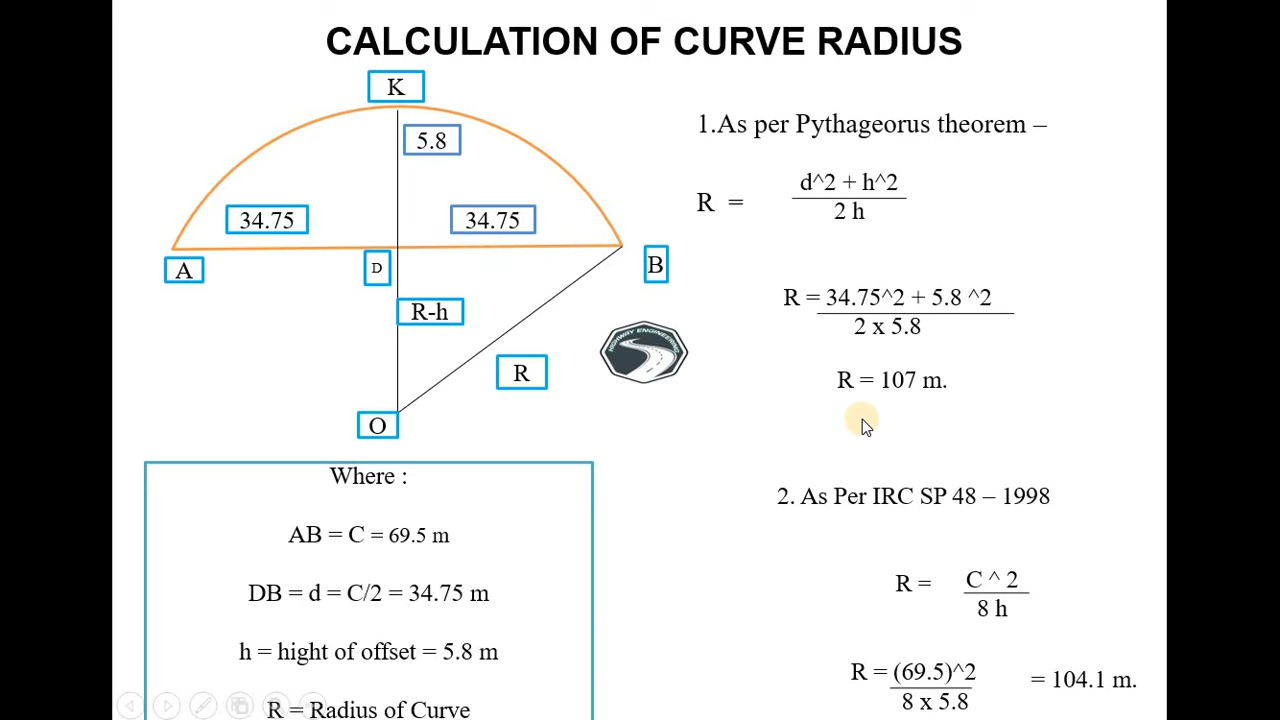 CALCULATION OF CURVE RADIUS
K
5.8
34.75
34.75
A
D
B
R-h
R
O
HIGHWAY ENGINEERING
Where :
AB = C = 69.5 m
DB = d = C/2 = 34.75 m
h = hight of offset = 5.8 m
R = Radius of Curve
1.As per Pythageorus theorem –
R =
d^2 + h^2
2 h
R = 34.75^2 + 5.8 ^2
2 x 5.8
R = 107 m.
2. As Per IRC SP 48 – 1998
R =
C ^ 2
8 h
R = (69.5)^2
8 x 5.8
= 104.1 m.